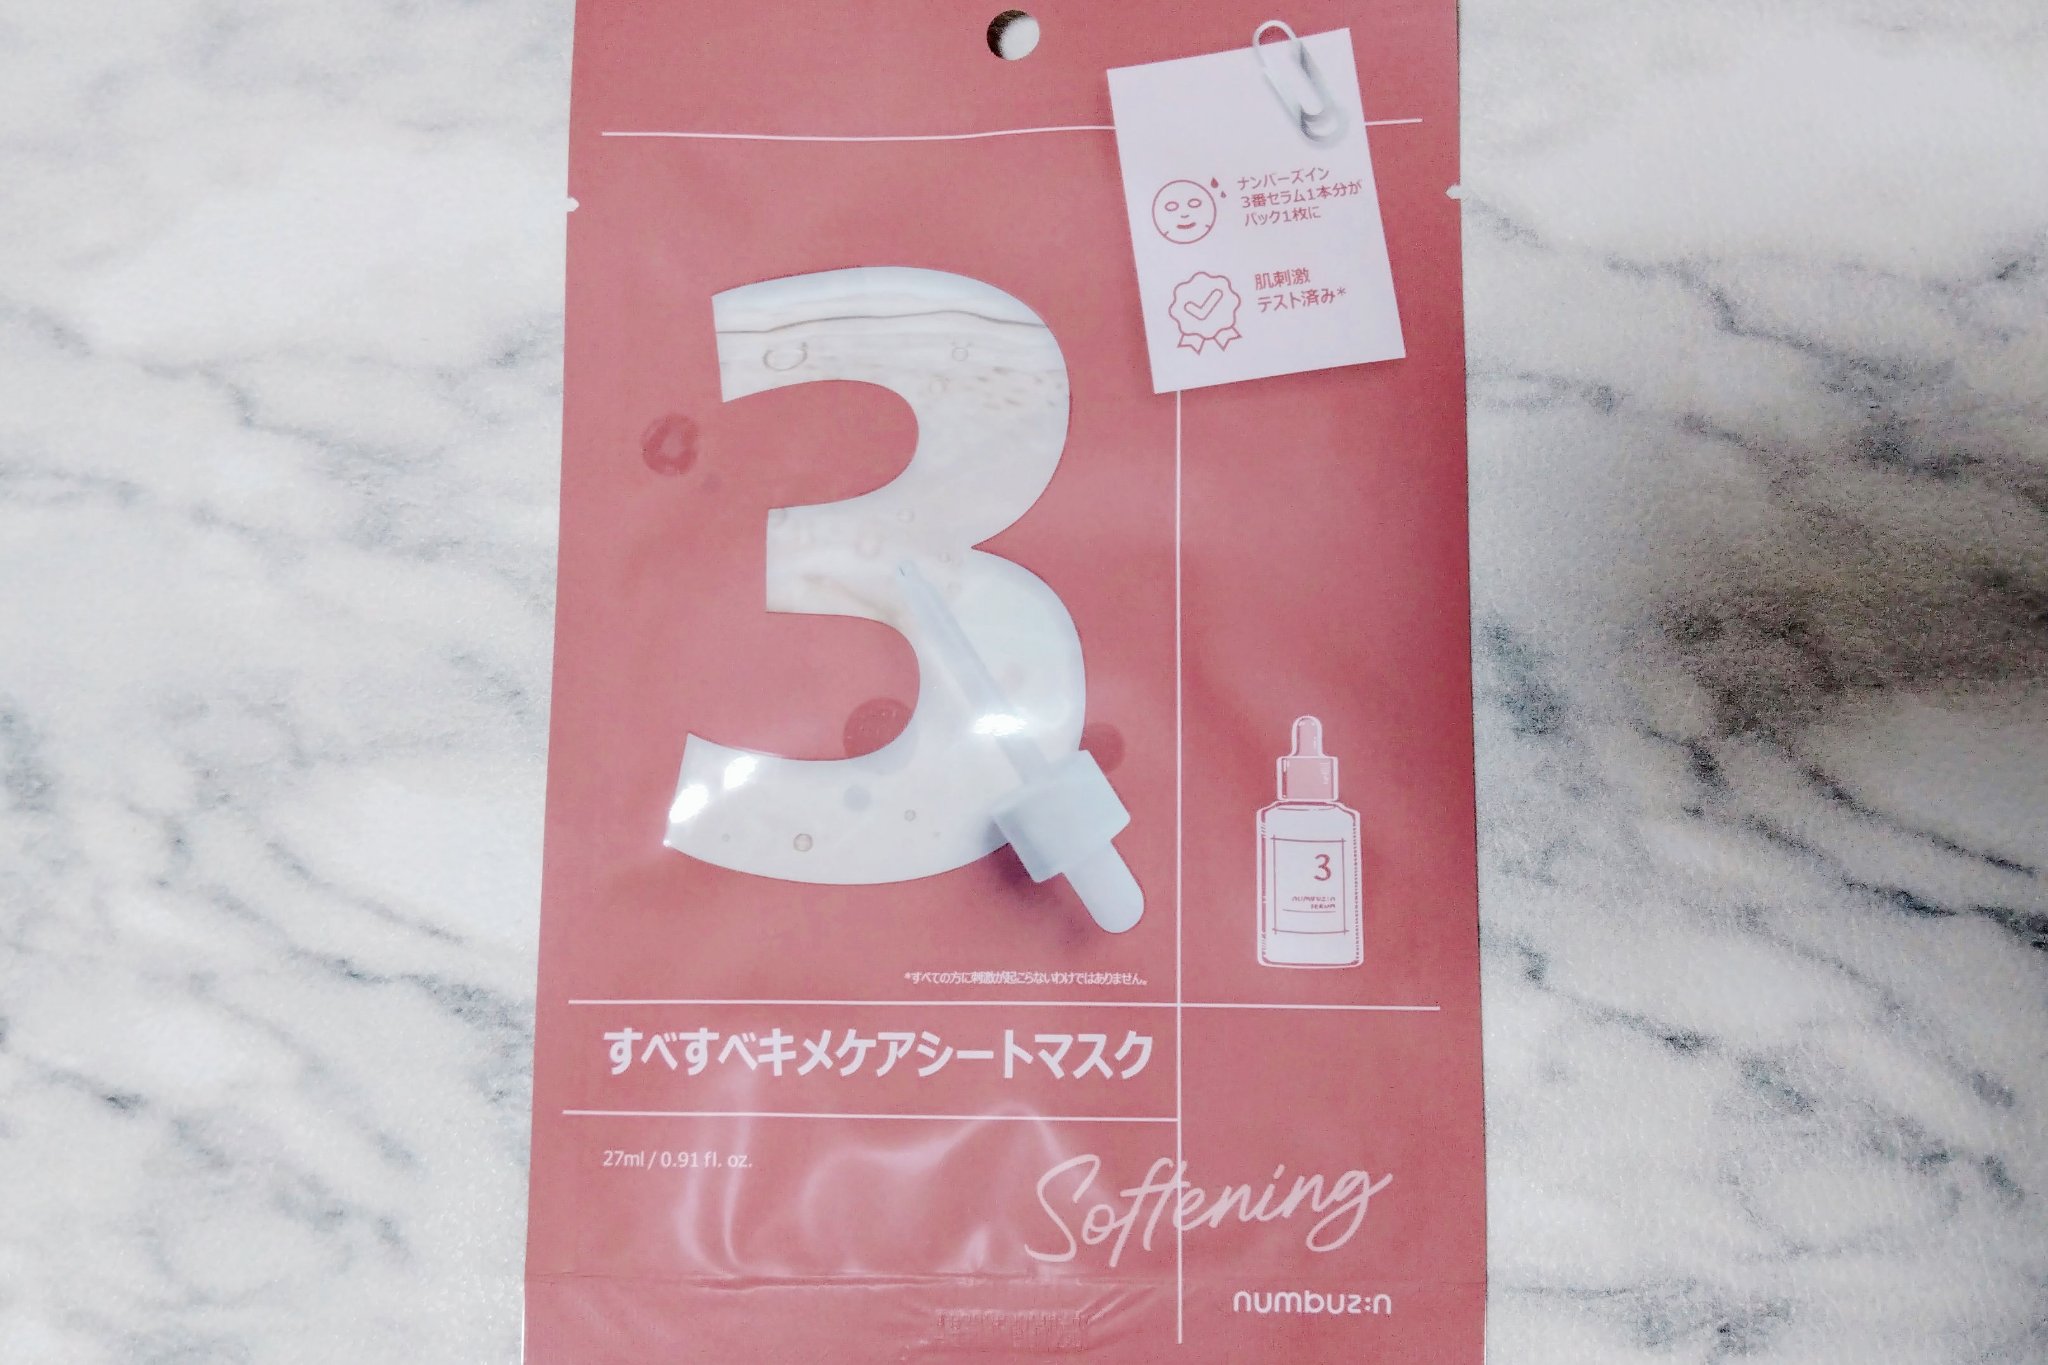 ナンバーズイン
3番セラム1本分が
パック1枚に
肌刺激
テスト済み*
3
3
numbuz:n
SERUM
*すべての方に刺激が起こらないわけではありません。
すべすべキメケアシートマスク
27ml / 0.91 fl. oz.
Softening
numbuz:n